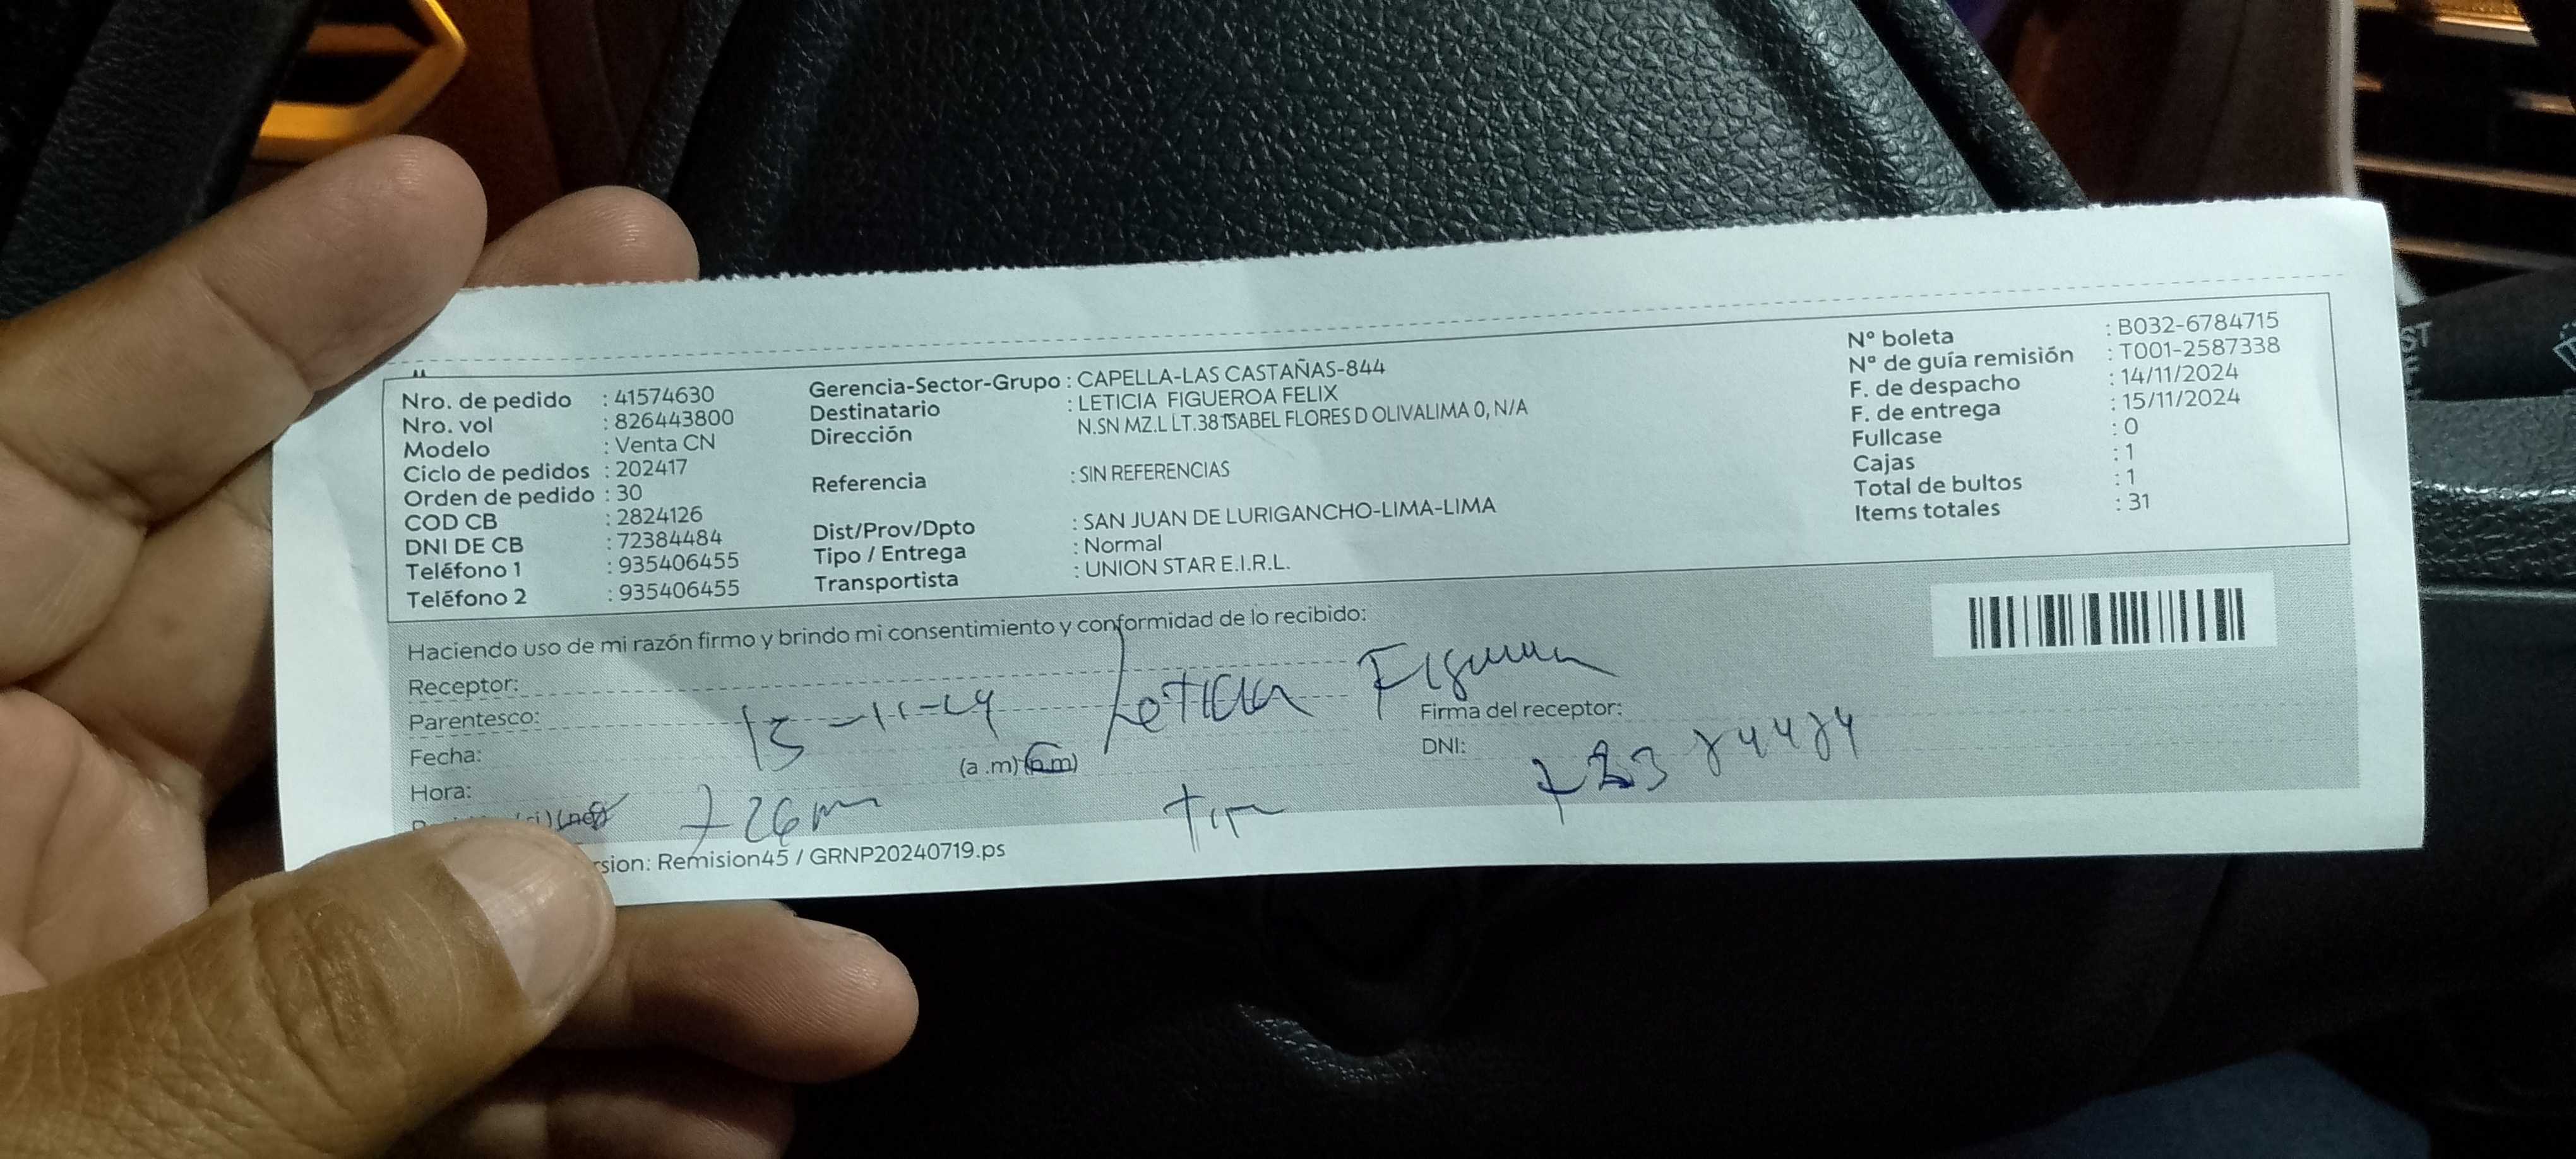 Nro. de pedido : 41574630
Nro. vol : 826443800
Modelo : Venta CN
Ciclo de pedidos : 202417
Orden de pedido : 30
COD CB : 2824126
DNI DE CB : 72384484
Teléfono 1 : 935406455
Teléfono 2 : 935406455
Gerencia-Sector-Grupo : CAPELLA-LAS CASTAÑAS-844
Destinatario : LETICIA FIGUEROA FELIX
Dirección N.SN MZ.L LT.38 ISABEL FLORES D OLIVALIMA 0, N/A
Referencia : SIN REFERENCIAS
Dist/Prov/Dpto : SAN JUAN DE LURIGANCHO-LIMA-LIMA
Tipo / Entrega : Normal
Transportista : UNION STAR E.I.R.L.
Nº boleta : B032-6784715
Nº de guía remisión : T001-2587338
F. de despacho : 14/11/2024
F. de entrega : 15/11/2024
Fullcase : 0
Cajas : 1
Total de bultos : 1
Items totales : 31
Haciendo uso de mi razón firmo y brindo mi consentimiento y conformidad de lo recibido:
Receptor: Leticia
Parentesco:
Fecha: 15-11-24
Hora: 726 (a.m) (p.m)
Firma del receptor:
DNI: 72384484
Remision45 / GRNP20240719.ps